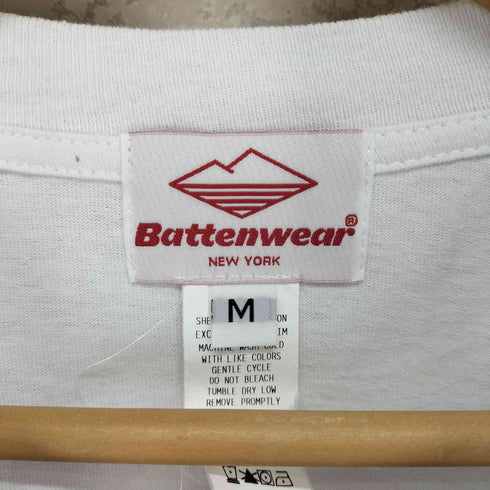 Battenwear®
NEW YORK
M
MACHINE WASH COLD
WITH LIKE COLORS
GENTLE CYCLE
DO NOT BLEACH
TUMBLE DRY LOW
REMOVE PROMPTLY